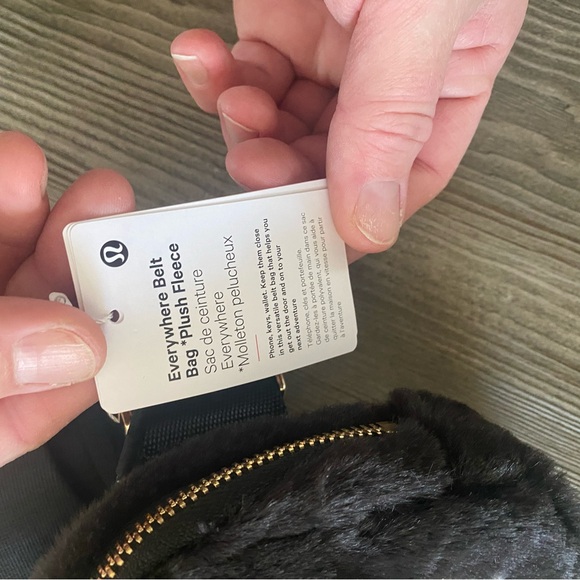 Everywhere Belt
Bag *Plush Fleece
Sac de ceinture
Everywhere
*Molleton pelucheux
Phone, keys, wallet. Keep them close
in this versatile belt bag that helps you
get out the door and on to your
next adventure
Téléphone, clés et portefeuille.
Gardez-les à portée de main dans ce sac
de ceinture polyvalent, qui vous aide à
quitter la maison en vitesse pour partir
à l'aventure